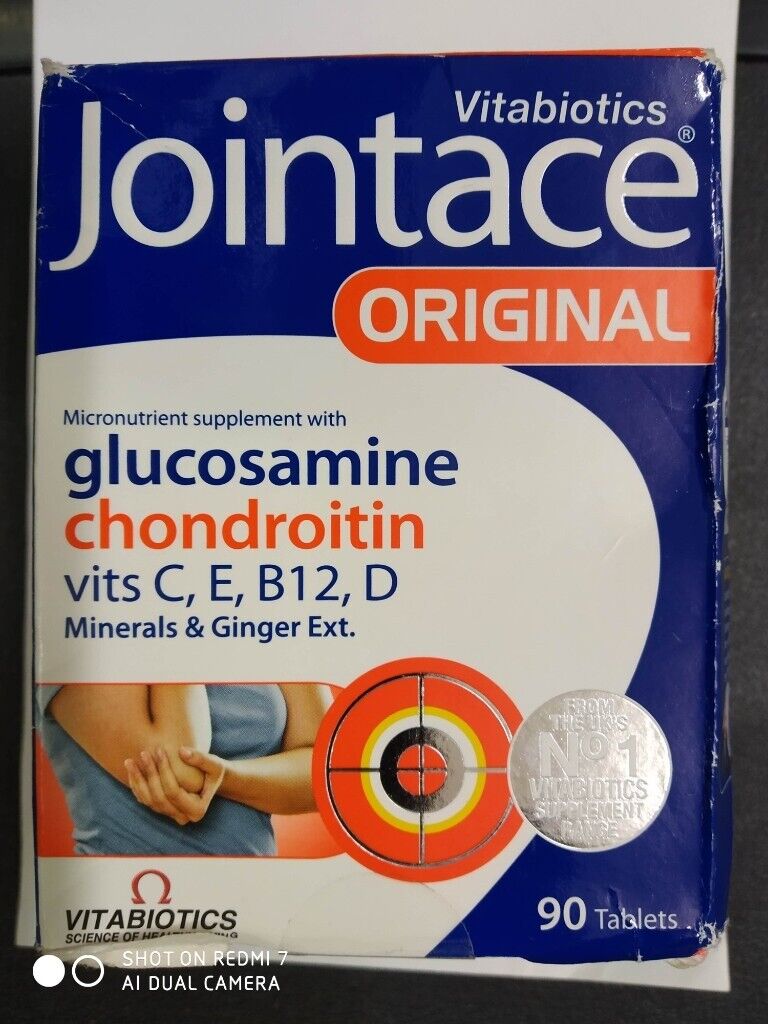 Vitabiotics
Jointace®
ORIGINAL
Micronutrient supplement with
glucosamine
chondroitin
vits C, E, B12, D
Minerals & Ginger Ext.
FROM
THE UK'S
No1
VITABIOTICS
SUPPLEMENT
RANGE
VITABIOTICS
SCIENCE OF
90 Tablets
SHOT ON REDMI 7
AI DUAL CAMERA